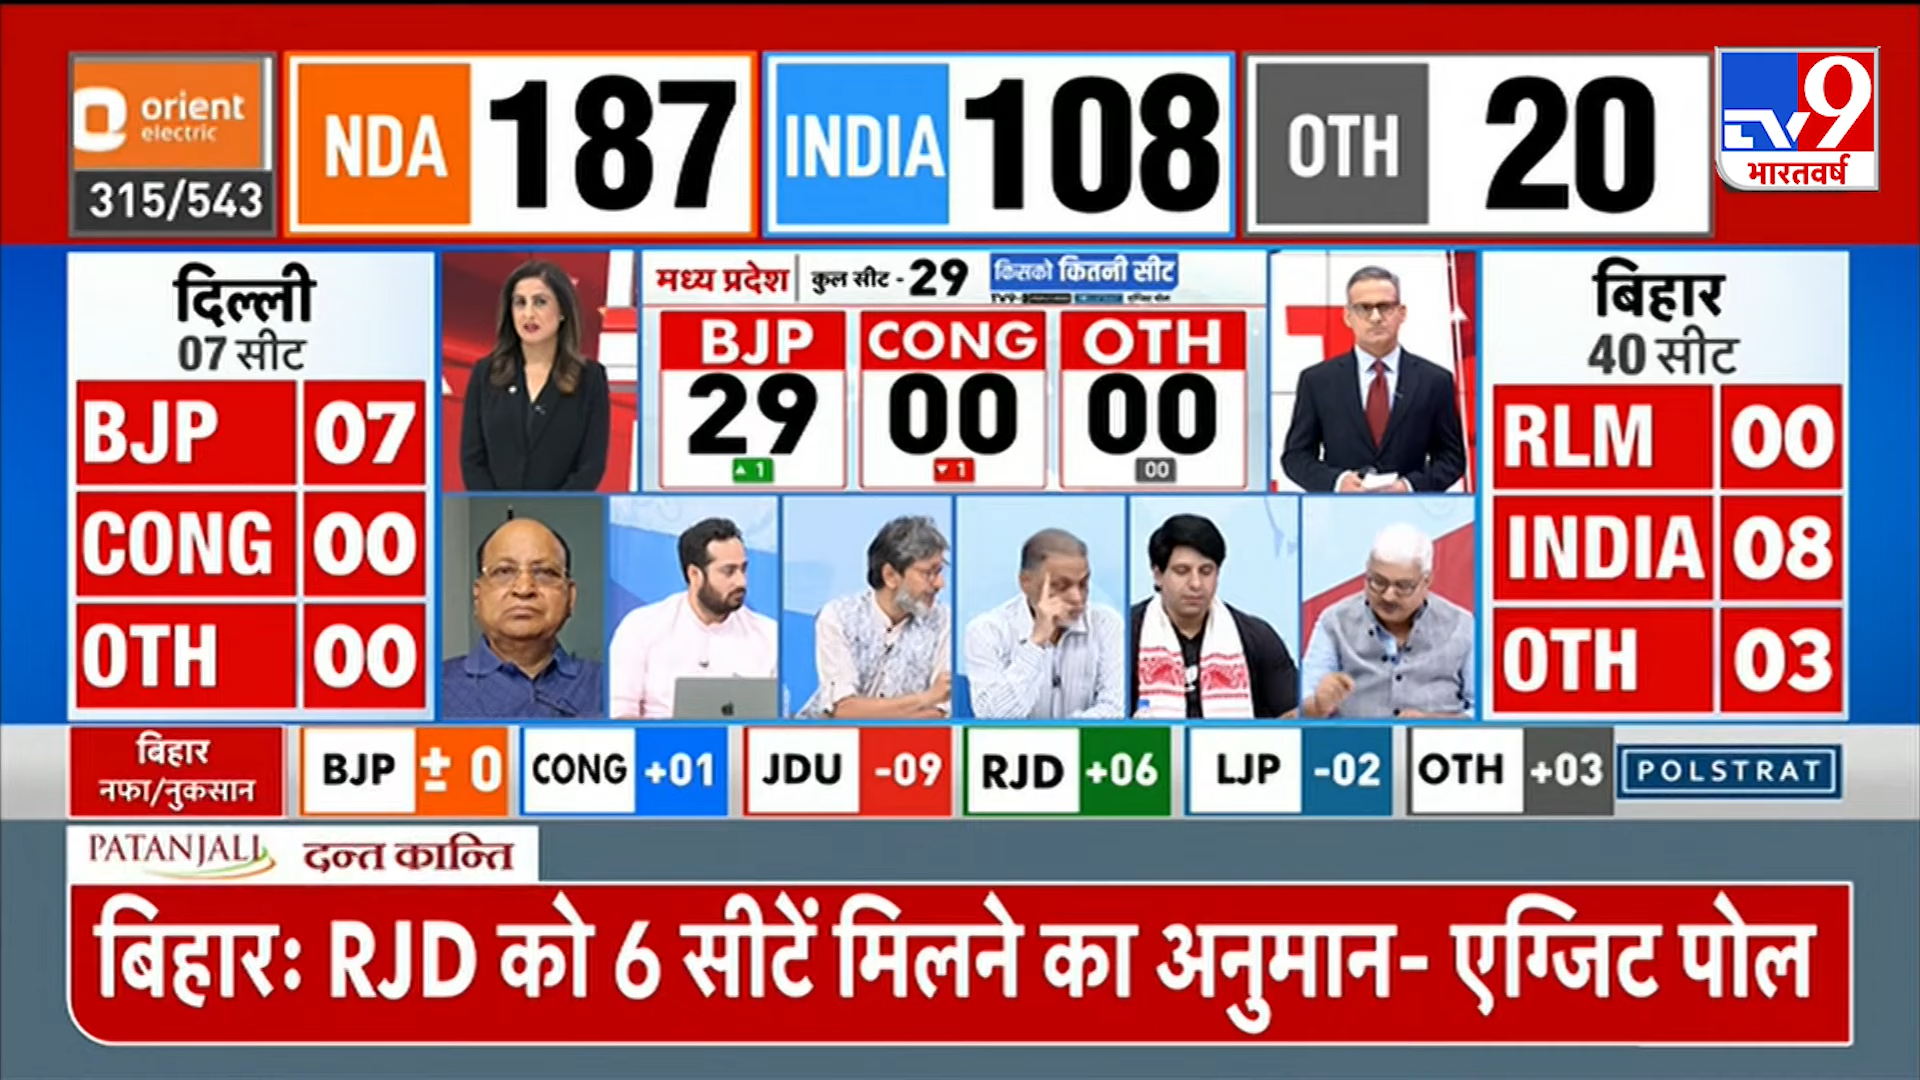 orient
electric
315/543
NDA 187
INDIA 108
OTH 20
TV9
भारतवर्ष
दिल्ली
07 सीट
BJP 07
CONG 00
OTH 00
मध्य प्रदेश कुल सीट - 29 किसको कितनी सीट
BJP CONG OTH
29 00 00
▲ 1 ▼ 1 00
बिहार
40 सीट
RLM 00
INDIA 08
OTH 03
बिहार
नफा/नुकसान
BJP ± 0 CONG +01 JDU -09 RJD +06 LJP -02 OTH +03 POLSTRAT
PATANJALI दन्त कान्ति
बिहारः RJD को 6 सीटें मिलने का अनुमान- एग्जिट पोल